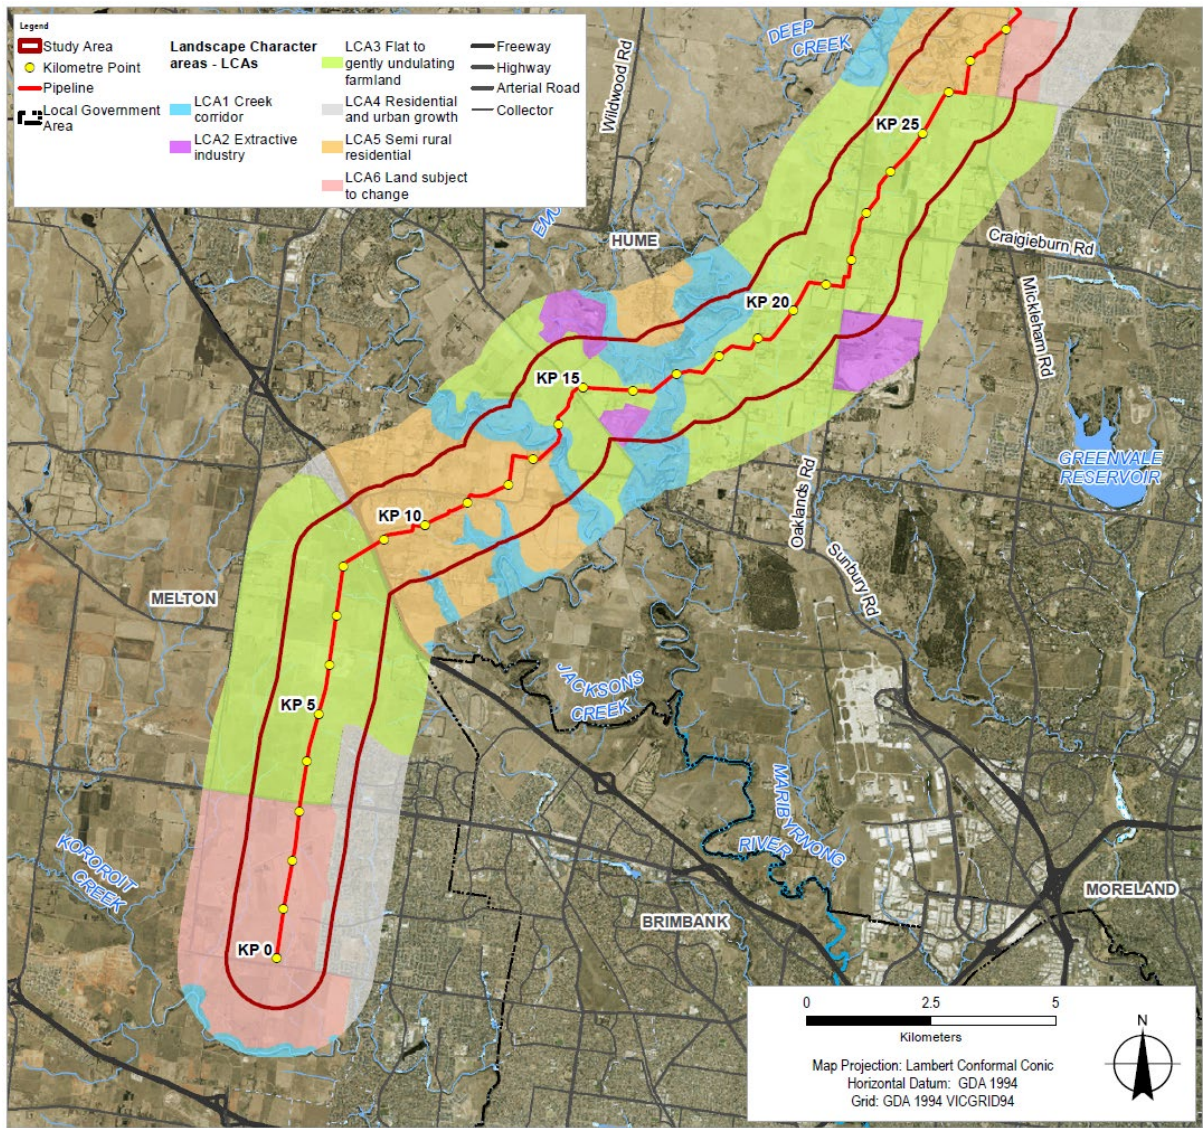 Legend
Study Area
Kilometre Point
Pipeline
Local Government
Area
Landscape Character
areas - LCAs
LCA1 Creek
corridor
LCA2 Extractive
industry
LCA3 Flat to
gently undulating
farmland
LCA4 Residential
and urban growth
LCA5 Semi rural
residential
LCA6 Land subject
to change
Freeway
Highway
Arterial Road
Collector
DEEP
CREEK
Wildwood Rd
KP 25
EMU
HUME
Craigieburn Rd
KP 20
Mickleham Rd
KP 15
GREENVALE
RESERVOIR
KP 10
Oaklands Rd
Sunbury Rd
MELTON
JACKSONS
CREEK
KP 5
MARIBYRNONG
RIVER
KOROROIT
CREEK
MORELAND
BRIMBANK
KP 0
0 2.5 5
Kilometers
Map Projection: Lambert Conformal Conic
Horizontal Datum: GDA 1994
Grid: GDA 1994 VICGRID94
N